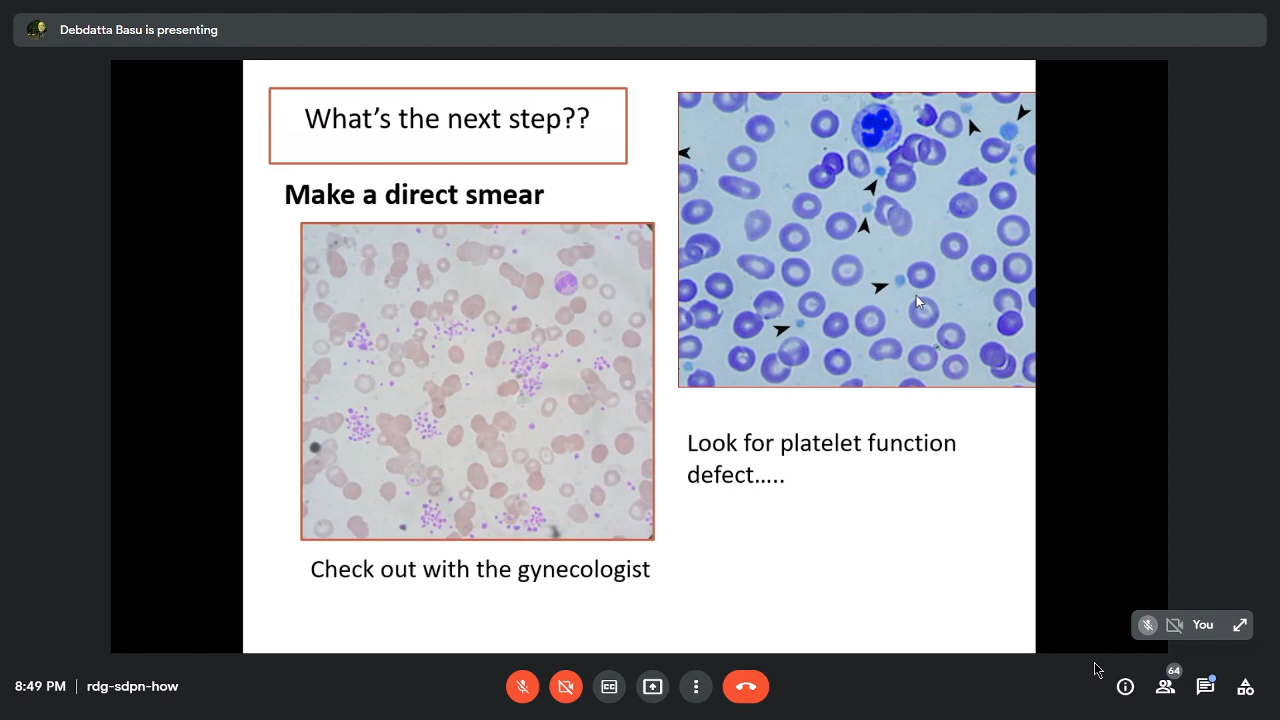 Debdatta Basu is presenting
What's the next step??
Make a direct smear
Look for platelet function
defect.....
Check out with the gynecologist
You
8:49 PM | rdg-sdpn-how
CC
64